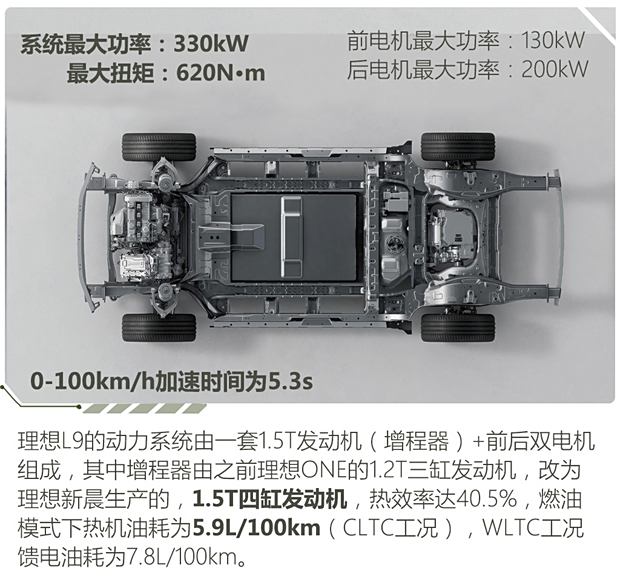 系统最大功率：330kW
最大扭矩：620N•m
前电机最大功率：130kW
后电机最大功率：200kW
0-100km/h加速时间为5.3s
理想L9的动力系统由一套1.5T发动机（增程器）+前后双电机
组成，其中增程器由之前理想ONE的1.2T三缸发动机，改为
理想新晨生产的，1.5T四缸发动机，热效率达40.5%，燃油
模式下热机油耗为5.9L/100km（CLTC工况），WLTC工况
馈电油耗为7.8L/100km。